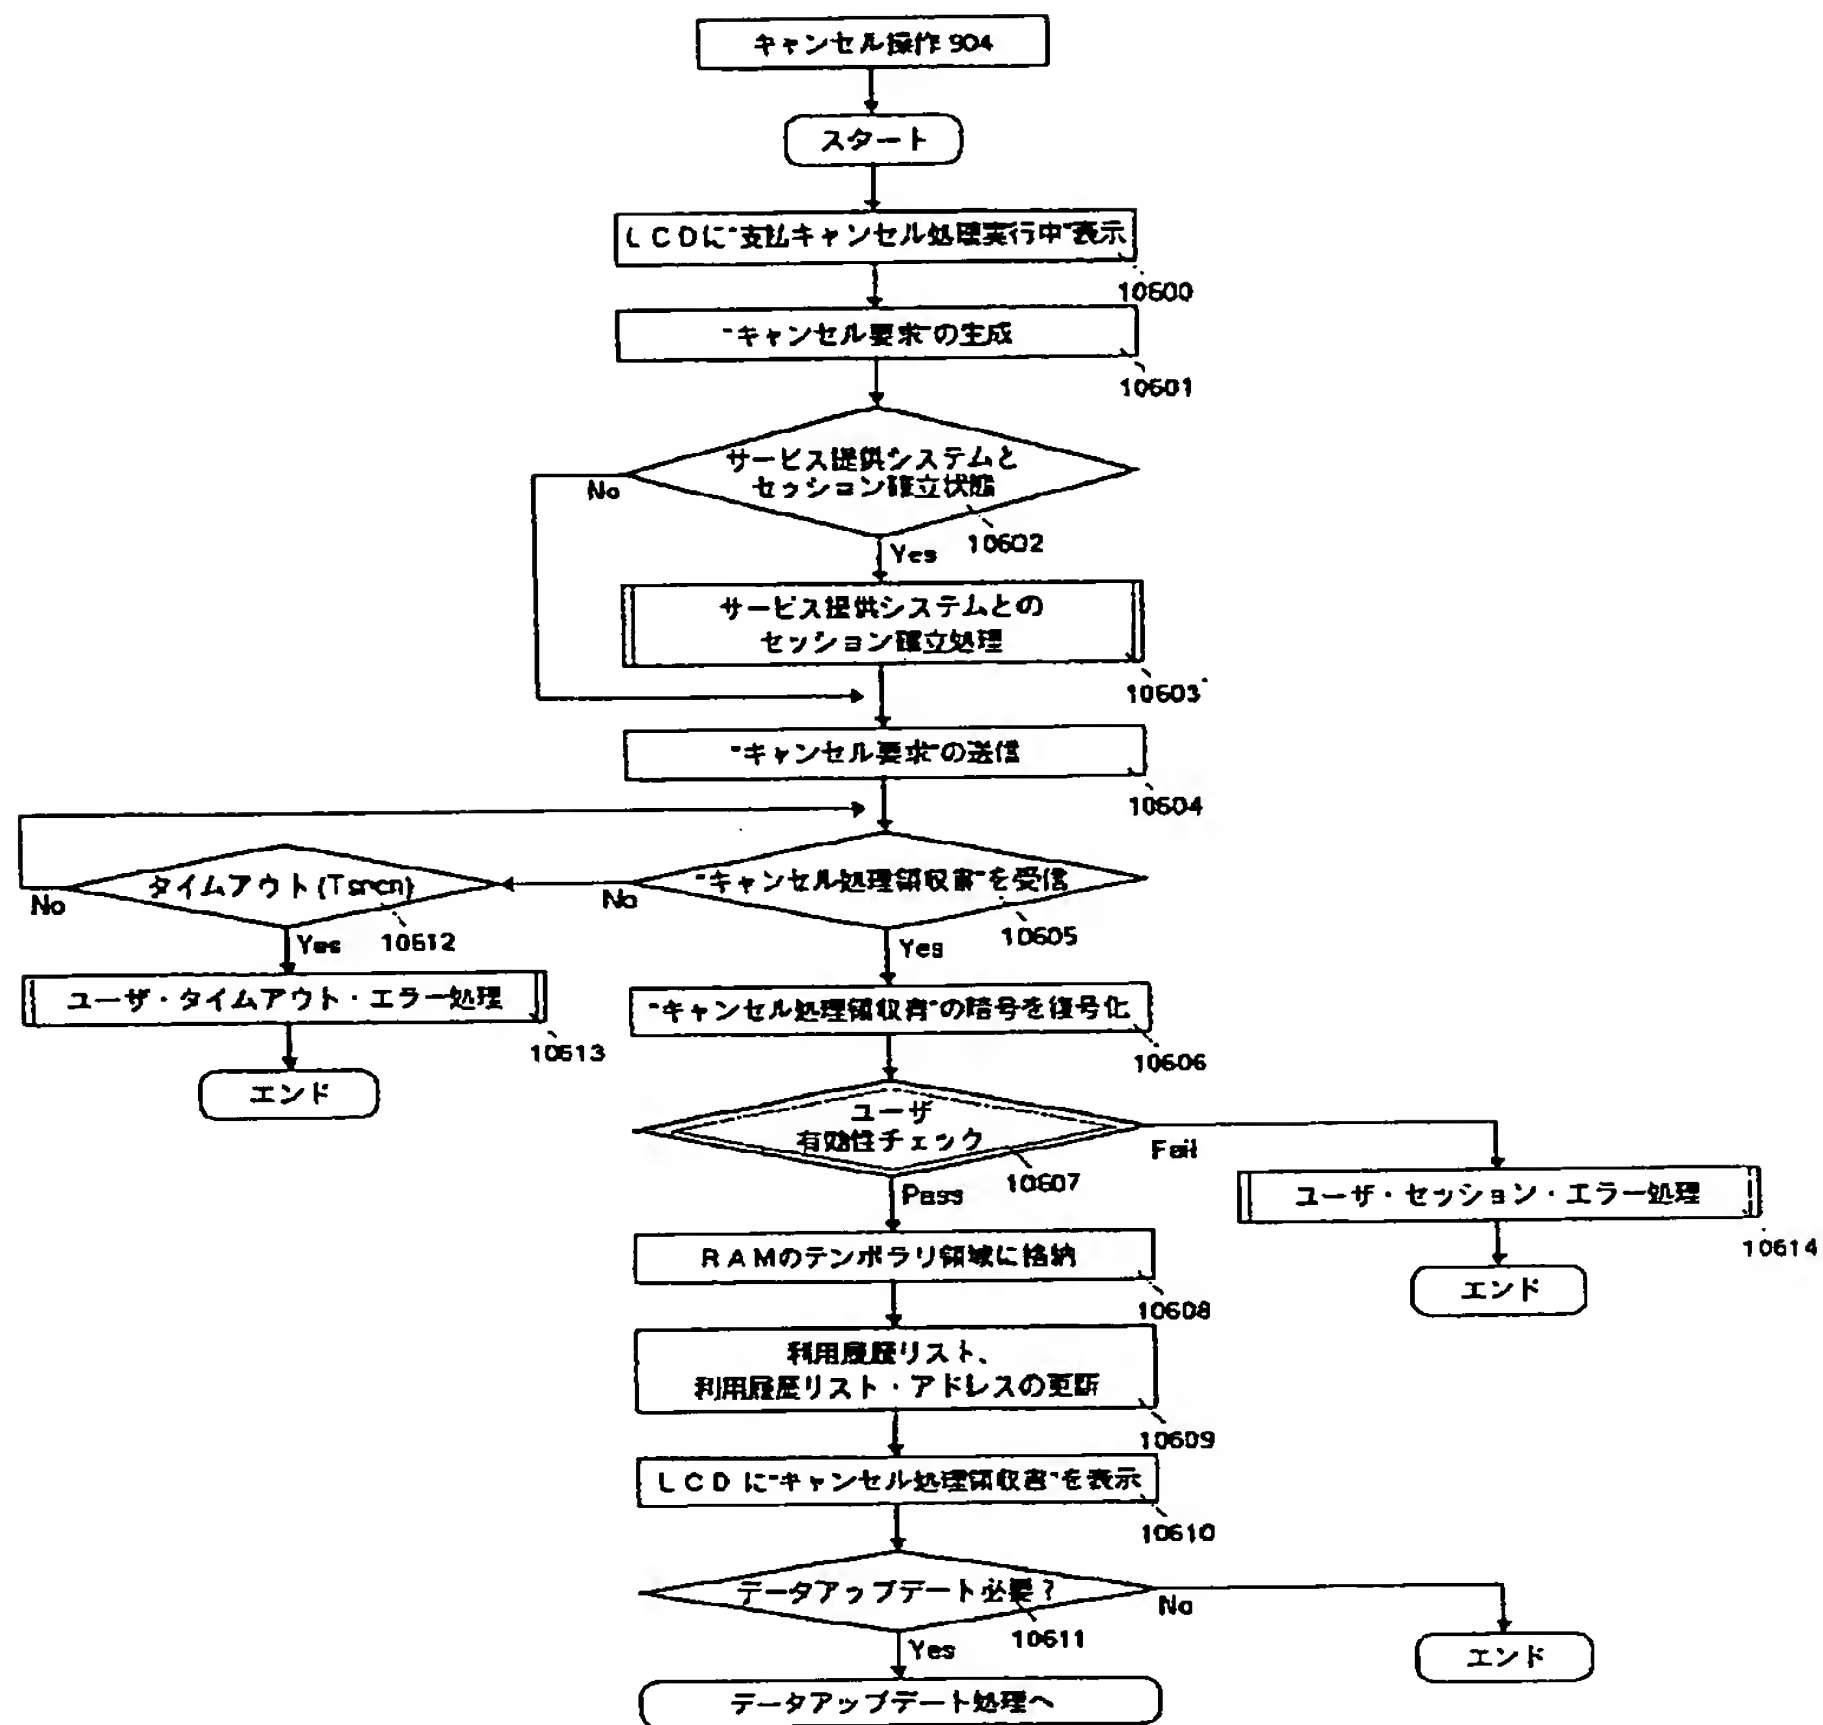 キャンセル操作 904
スタート
ＬＣＤに"支払キャンセル処理実行中"表示
10600
"キャンセル要求"の生成
10601
サービス提供システムと
セッション確立状態
No
10602
Yes
サービス提供システムとの
セッション確立処理
10603
"キャンセル要求"の送信
10604
タイムアウト(Tsrcn)
No
10612
Yes
"キャンセル処理領収書"を受信
No
10605
Yes
ユーザ・タイムアウト・エラー処理
10613
エンド
"キャンセル処理領収書"の暗号を復号化
10606
ユーザ
有効性チェック
Fail
10607
Pass
ユーザ・セッション・エラー処理
10614
エンド
ＲＡＭのテンポラリ領域に格納
10608
利用履歴リスト、
利用履歴リスト・アドレスの更新
10609
ＬＣＤ に"キャンセル処理領収書"を表示
10610
データアップデート必要？
No
10611
Yes
エンド
データアップデート処理へ